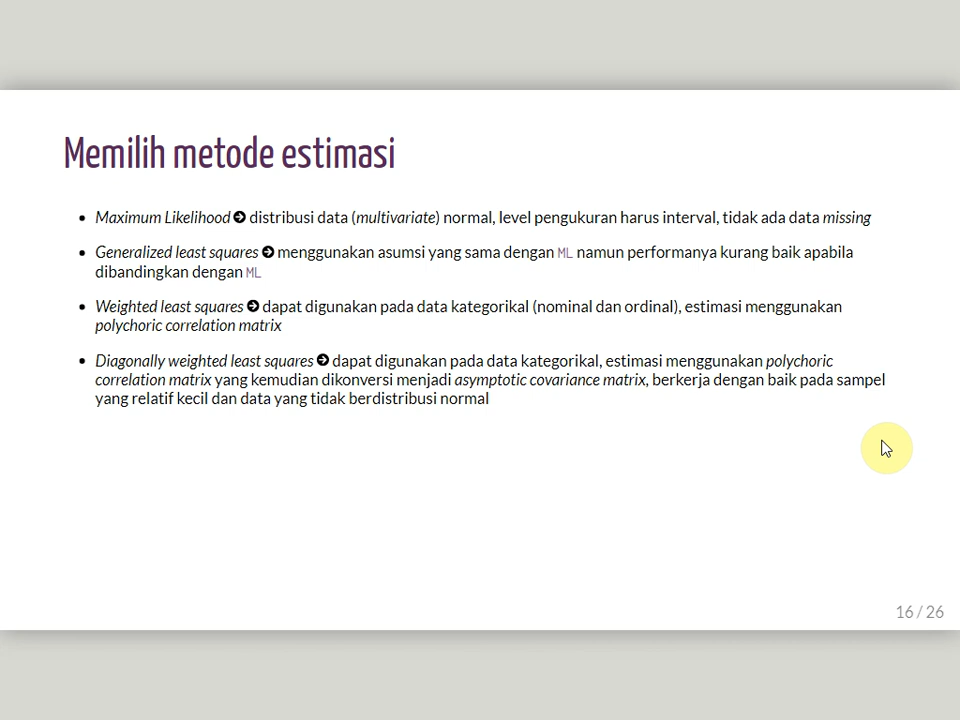 Memilih metode estimasi
• Maximum Likelihood ➔ distribusi data (multivariate) normal, level pengukuran harus interval, tidak ada data missing
• Generalized least squares ➔ menggunakan asumsi yang sama dengan ML namun performanya kurang baik apabila
dibandingkan dengan ML
• Weighted least squares ➔ dapat digunakan pada data kategorikal (nominal dan ordinal), estimasi menggunakan
polychoric correlation matrix
• Diagonally weighted least squares ➔ dapat digunakan pada data kategorikal, estimasi menggunakan polychoric
correlation matrix yang kemudian dikonversi menjadi asymptotic covariance matrix, berkerja dengan baik pada sampel
yang relatif kecil dan data yang tidak berdistribusi normal
16 / 26